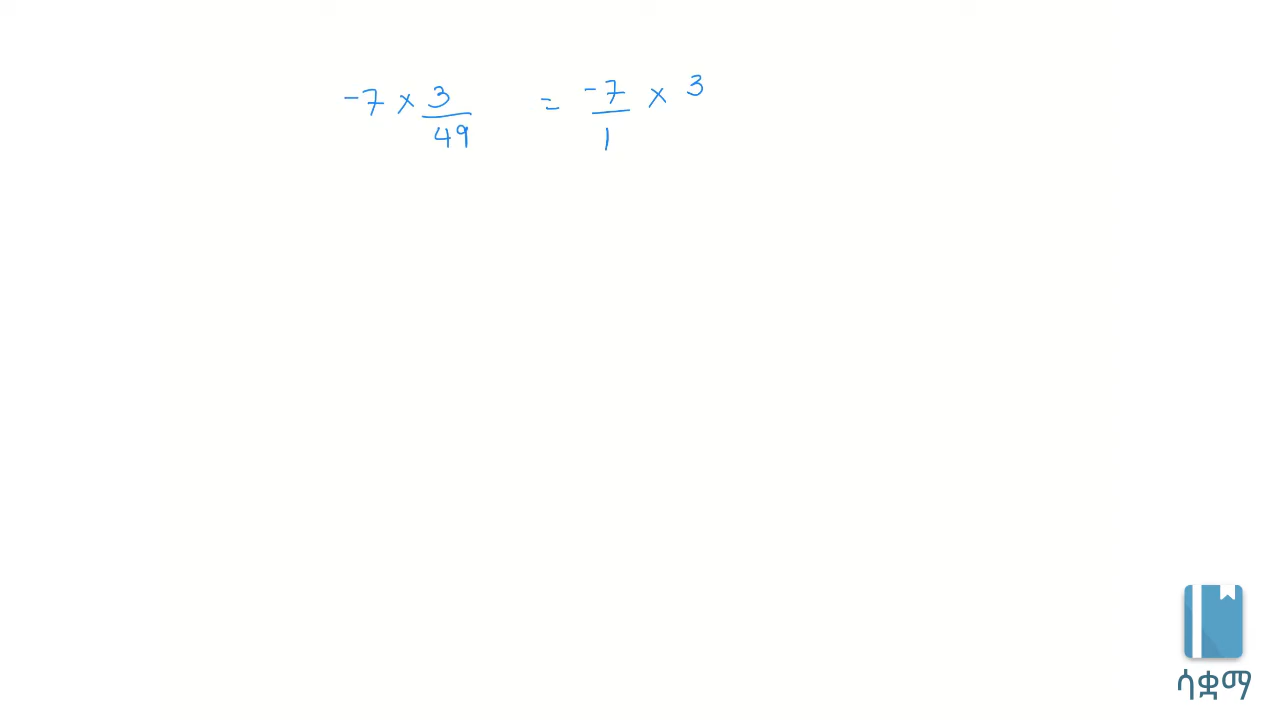 -7 × 3/49 = -7/1 × 3
ሳቋማ